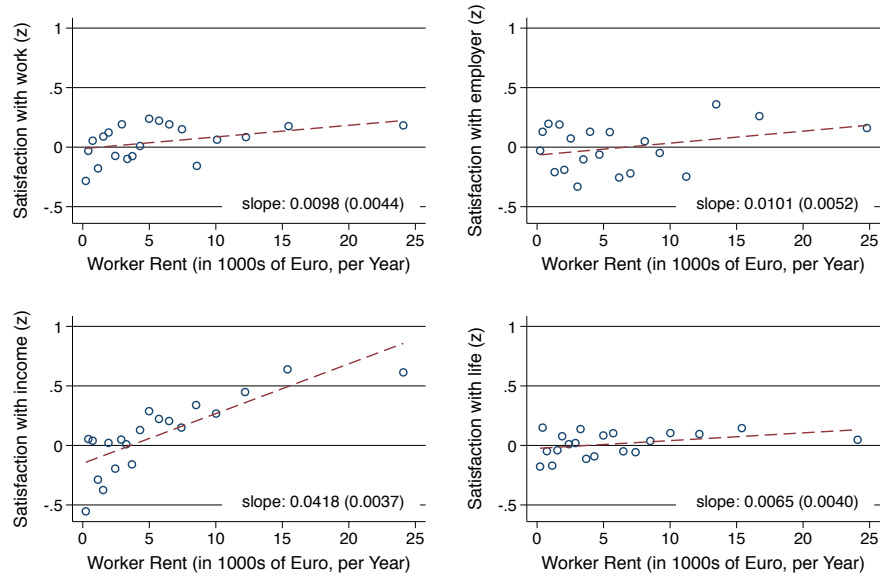 Satisfaction with work (z)
1
.5
0
-.5
slope: 0.0098 (0.0044)
0 5 10 15 20 25
Worker Rent (in 1000s of Euro, per Year)
Satisfaction with employer (z)
1
.5
0
-.5
slope: 0.0101 (0.0052)
0 5 10 15 20 25
Worker Rent (in 1000s of Euro, per Year)
Satisfaction with income (z)
1
.5
0
-.5
slope: 0.0418 (0.0037)
0 5 10 15 20 25
Worker Rent (in 1000s of Euro, per Year)
Satisfaction with life (z)
1
.5
0
-.5
slope: 0.0065 (0.0040)
0 5 10 15 20 25
Worker Rent (in 1000s of Euro, per Year)